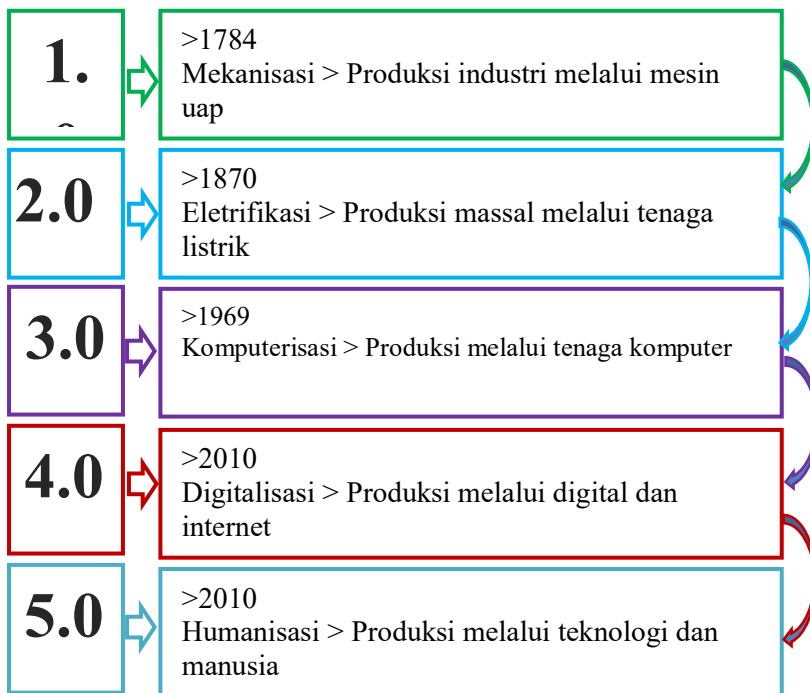 1.
>1784
Mekanisasi > Produksi industri melalui mesin
uap
2.0
>1870
Eletrifikasi > Produksi massal melalui tenaga
listrik
3.0
>1969
Komputerisasi > Produksi melalui tenaga komputer
4.0
>2010
Digitalisasi > Produksi melalui digital dan
internet
5.0
>2010
Humanisasi > Produksi melalui teknologi dan
manusia